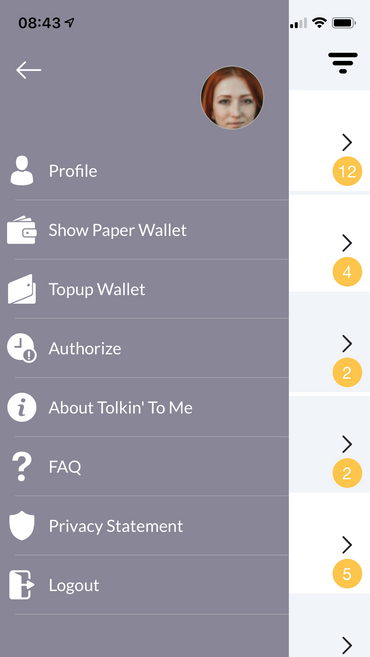 08:43
Profile
12
Show Paper Wallet
4
Topup Wallet
Authorize
2
About Tolkin' To Me
FAQ
2
Privacy Statement
Logout
5